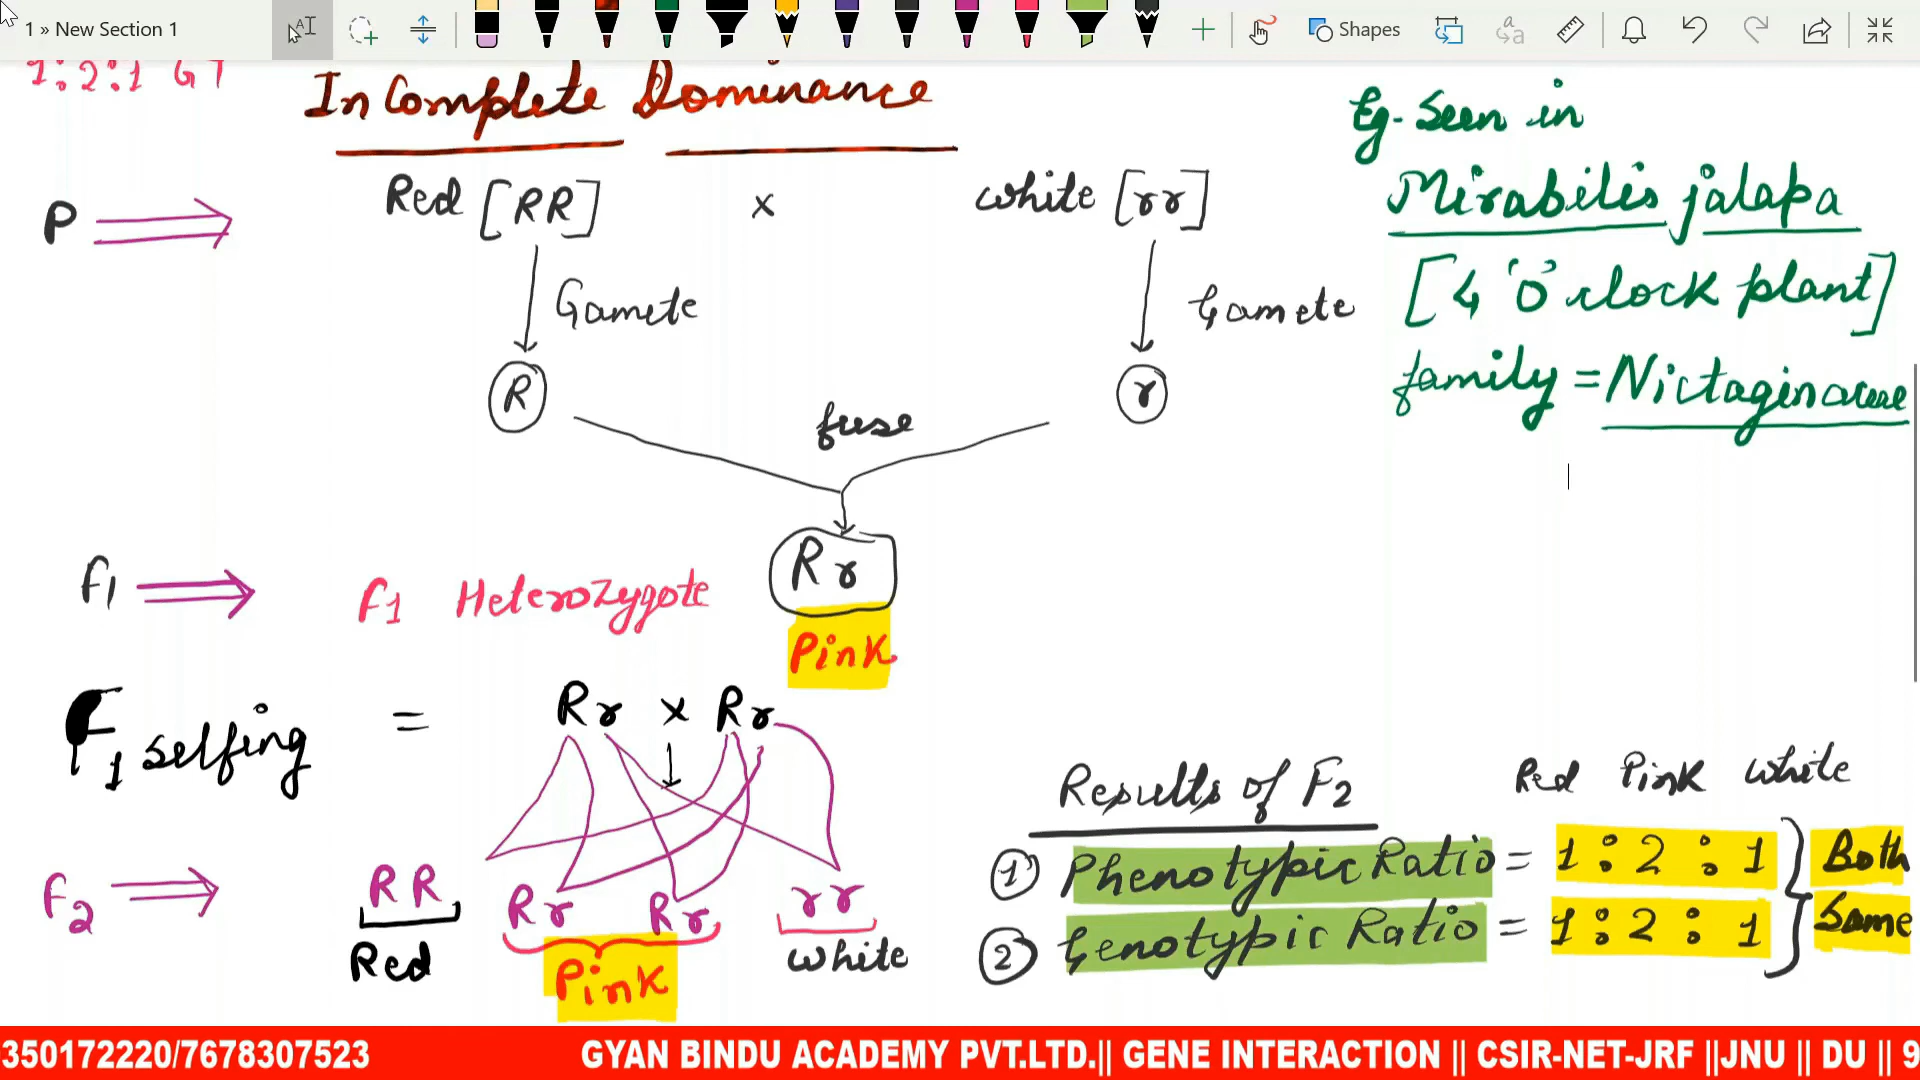 1 » New Section 1
Shapes
1:2:1 GT
InComplete Dominance
Eg- Seen in
Mirabilis jalapa
[4 'O' clock plant]
family = Nictaginaceae
P
Red [RR] x white [rr]
Gamete
Gamete
R
r
fuse
F1
F1 Heterozygote
Rr
Pink
F1 selfing = Rr x Rr
F2
RR Rr Rr rr
Red
Pink
white
Results of F2
Red Pink white
① Phenotypic Ratio = 1:2:1
② Genotypic Ratio = 1:2:1
Both
Same
350172220/7678307523 GYAN BINDU ACADEMY PVT.LTD.|| GENE INTERACTION || CSIR-NET-JRF ||JNU || DU || 9